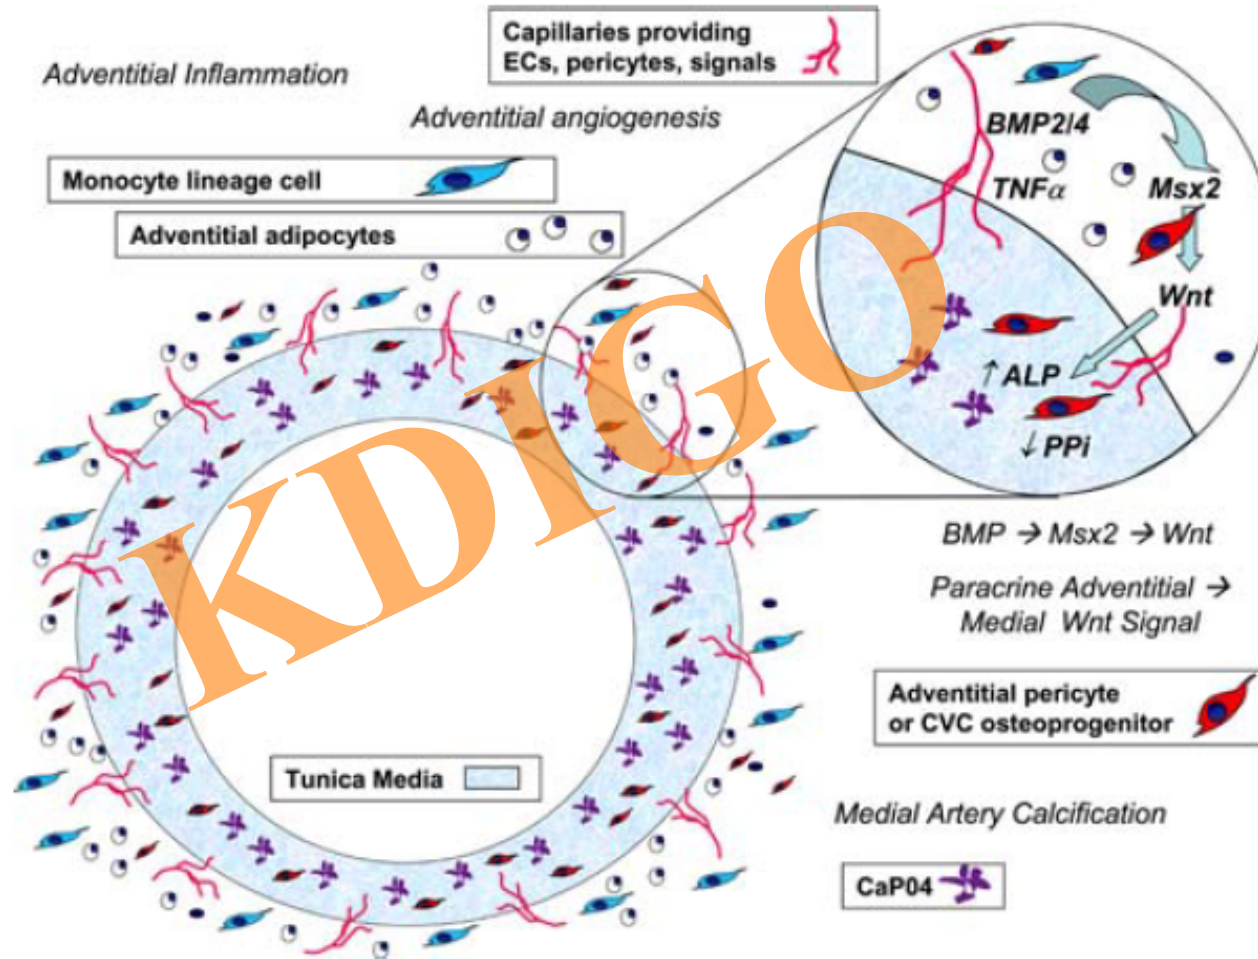 Capillaries providing
ECs, pericytes, signals
Adventitial Inflammation
Adventitial angiogenesis
Monocyte lineage cell
Adventitial adipocytes
BMP2/4
TNFα
Msx2
Wnt
↑ ALP
↓ PPi
KDIGO
BMP → Msx2 → Wnt
Paracrine Adventitial →
Medial Wnt Signal
Adventitial pericyte
or CVC osteoprogenitor
Tunica Media
Medial Artery Calcification
CaP04